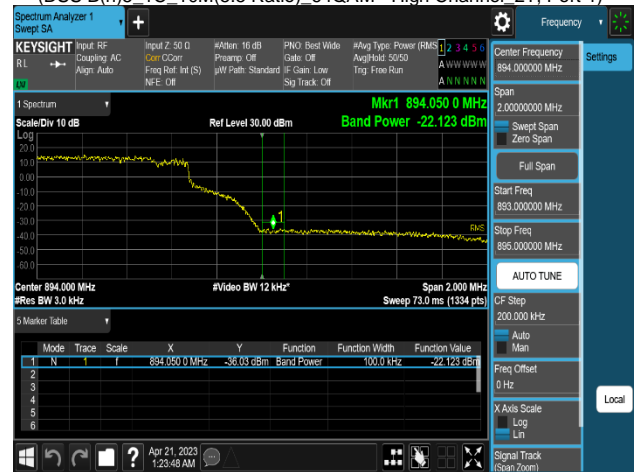 Spectrum Analyzer 1
Swept SA
Frequency
KEYSIGHT Input: RF Input Z: 50 Ω #Atten: 16 dB PNO: Best Wide #Avg Type: Power (RMS 1 2 3 4 5 6
RL Coupling: AC Corr CCorr Preamp: Off Gate: Off Avg|Hold: 50/50 A W W W W W
Align: Auto Freq Ref: Int (S) µW Path: Standard IF Gain: Low Trig: Free Run
LXI NFE: Off Sig Track: Off A N N N N N
1 Spectrum
Mkr1 894.050 0 MHz
Scale/Div 10 dB Ref Level 30.00 dBm Band Power -22.123 dBm
Log
20.0
10.0
0.00
-10.0
-20.0
-30.0
-40.0
-50.0
-60.0
1
RMS
Center 894.000 MHz #Video BW 12 kHz* Span 2.000 MHz
#Res BW 3.0 kHz Sweep 73.0 ms (1334 pts)
5 Marker Table
Mode Trace Scale X Y Function Function Width Function Value
1 N 1 f 894.050 0 MHz -36.03 dBm Band Power 100.0 kHz -22.123 dBm
2
3
4
5
6
Apr 21, 2023
1:23:48 AM
Center Frequency
894.000000 MHz
Settings
Span
2.00000000 MHz
Swept Span
Zero Span
Full Span
Start Freq
893.000000 MHz
Stop Freq
895.000000 MHz
AUTO TUNE
CF Step
200.000 kHz
Auto
Man
Freq Offset
0 Hz
X Axis Scale
Log
Lin
Local
Signal Track
(Span Zoom)